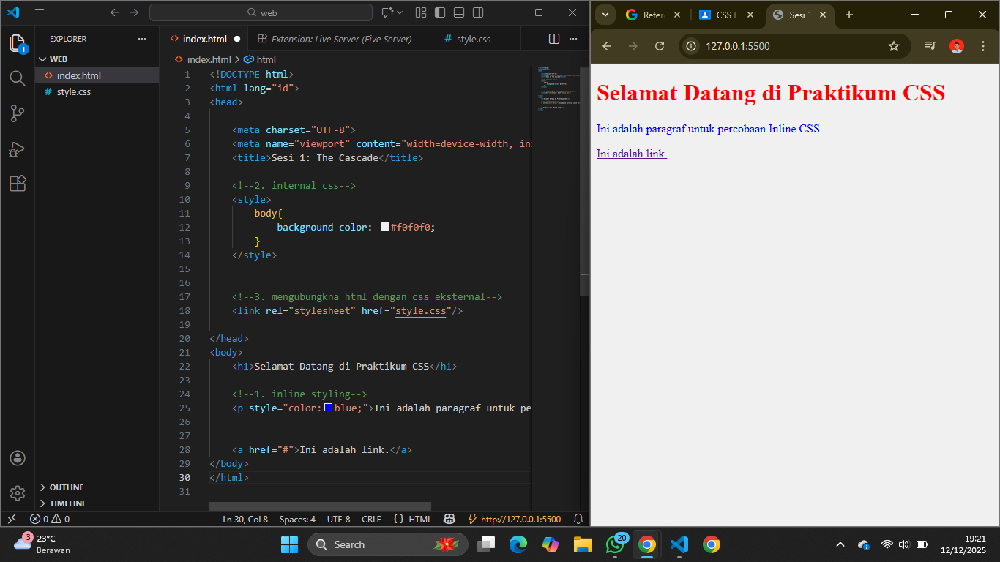 web
EXPLORER
WEB
index.html
# style.css
OUTLINE
TIMELINE
1
index.html
Extension: Live Server (Five Server)
# style.css
index.html > html
1 <!DOCTYPE html>
2 <html lang="id">
3 <head>
4
5 <meta charset="UTF-8">
6 <meta name="viewport" content="width=device-width, in
7 <title>Sesi 1: The Cascade</title>
8
9 <!--2. internal css-->
10 <style>
11 body{
12 background-color: #f0f0f0;
13 }
14 </style>
15
16
17 <!--3. mengubungkna html dengan css eksternal-->
18 <link rel="stylesheet" href="style.css"/>
19
20 </head>
21 <body>
22 <h1>Selamat Datang di Praktikum CSS</h1>
23
24 <!--1. inline styling-->
25 <p style="color:blue;">Ini adalah paragraf untuk pe
26
27
28 <a href="#">Ini adalah link.</a>
29 </body>
30 </html>
31
0 0
Ln 30, Col 8 Spaces: 4 UTF-8 CRLF { } HTML http://127.0.0.1:5500
Refere
CSS L
Sesi 1
127.0.0.1:5500
Selamat Datang di Praktikum CSS
Ini adalah paragraf untuk percobaan Inline CSS.
Ini adalah link.
3
23°C
Berawan
Search
20
19:21
12/12/2025